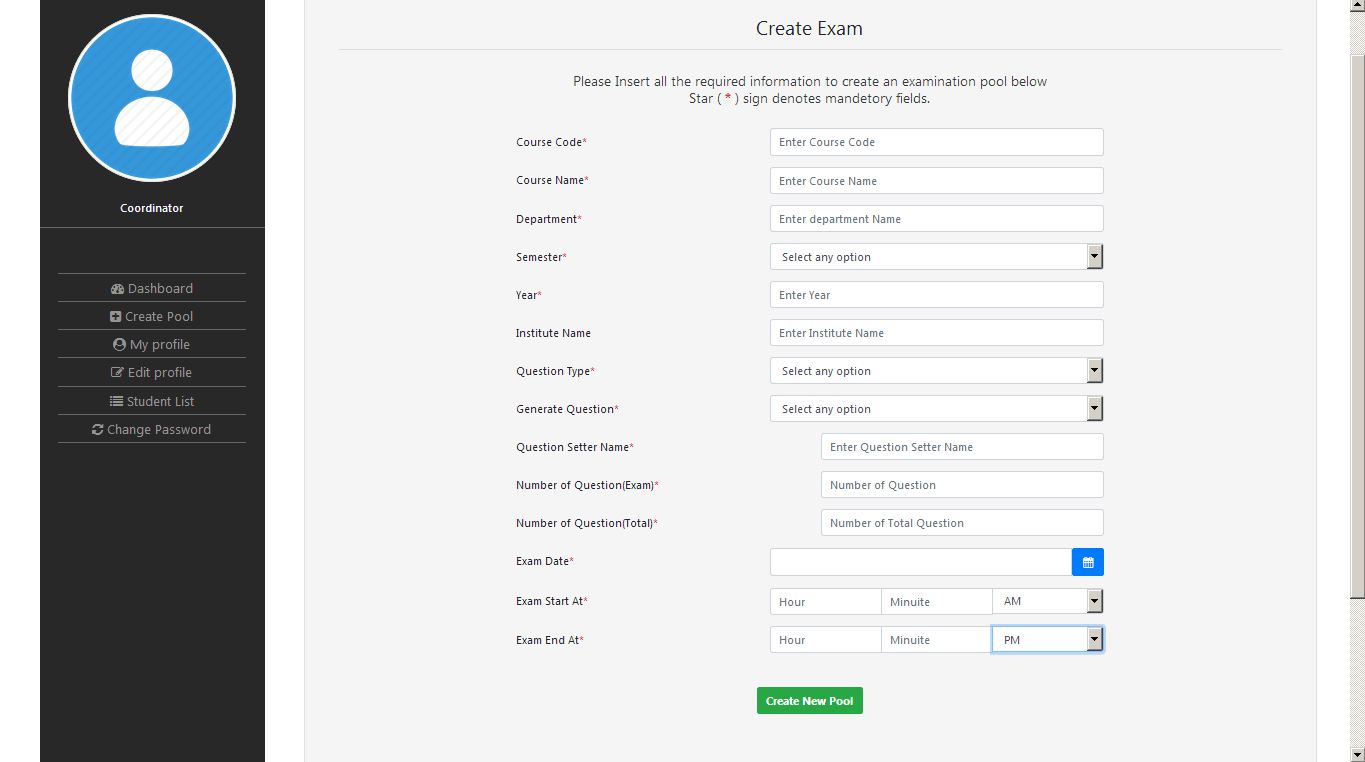 Coordinator
Dashboard
Create Pool
My profile
Edit profile
Student List
Change Password
Create Exam
Please Insert all the required information to create an examination pool below
Star ( * ) sign denotes mandetory fields.
Course Code* Enter Course Code
Course Name* Enter Course Name
Department* Enter department Name
Semester* Select any option
Year* Enter Year
Institute Name Enter Institute Name
Question Type* Select any option
Generate Question* Select any option
Question Setter Name* Enter Question Setter Name
Number of Question(Exam)* Number of Question
Number of Question(Total)* Number of Total Question
Exam Date*
Exam Start At* Hour Minuite AM
Exam End At* Hour Minuite PM
Create New Pool